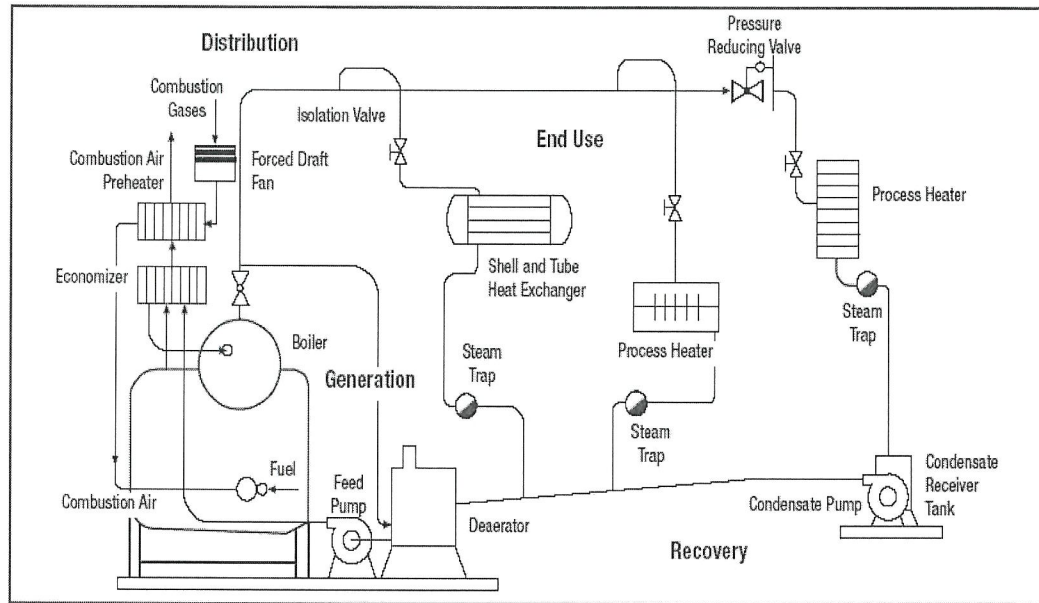 Pressure
Reducing Valve
Distribution
Combustion
Gases
Isolation Valve
End Use
Combustion Air
Preheater
Forced Draft
Fan
Process Heater
Economizer
Shell and Tube
Heat Exchanger
Steam
Trap
Boiler
Process Heater
Steam
Trap
Generation
Steam
Trap
Fuel
Feed
Pump
Combustion Air
Deaerator
Condensate Pump
Condensate
Receiver
Tank
Recovery